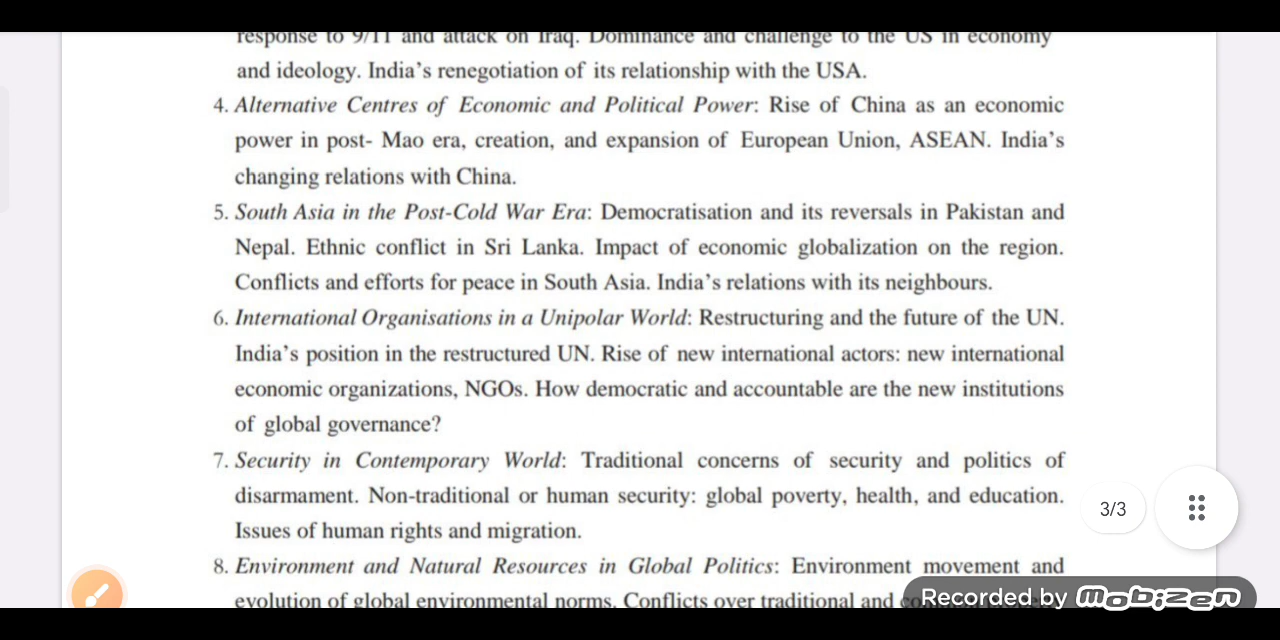 response to 9/11 and attack on Iraq. Dominance and challenge to the US in economy
and ideology. India's renegotiation of its relationship with the USA.
4. Alternative Centres of Economic and Political Power: Rise of China as an economic
power in post- Mao era, creation, and expansion of European Union, ASEAN. India's
changing relations with China.
5. South Asia in the Post-Cold War Era: Democratisation and its reversals in Pakistan and
Nepal. Ethnic conflict in Sri Lanka. Impact of economic globalization on the region.
Conflicts and efforts for peace in South Asia. India's relations with its neighbours.
6. International Organisations in a Unipolar World: Restructuring and the future of the UN.
India's position in the restructured UN. Rise of new international actors: new international
economic organizations, NGOs. How democratic and accountable are the new institutions
of global governance?
7. Security in Contemporary World: Traditional concerns of security and politics of
disarmament. Non-traditional or human security: global poverty, health, and education.
Issues of human rights and migration.
3/3
8. Environment and Natural Resources in Global Politics: Environment movement and
evolution of global environmental norms. Conflicts over traditional and
Recorded by Mobizen